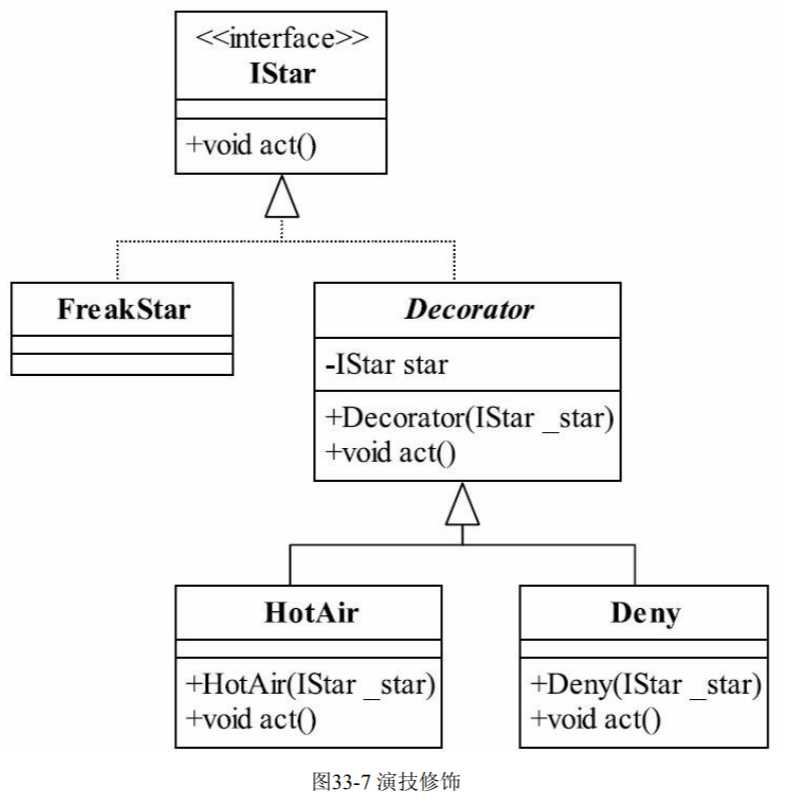 <<interface>>
IStar
+void act()
FreakStar
Decorator
-IStar star
+Decorator(IStar _star)
+void act()
HotAir
+HotAir(IStar _star)
+void act()
Deny
+Deny(IStar _star)
+void act()
图33-7 演技修饰